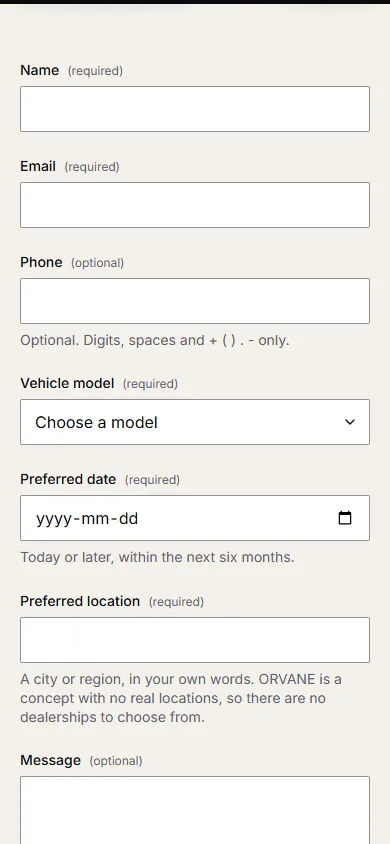 Name (required)
Email (required)
Phone (optional)
Optional. Digits, spaces and + ( ) . - only.
Vehicle model (required)
Choose a model
Preferred date (required)
yyyy-mm-dd
Today or later, within the next six months.
Preferred location (required)
A city or region, in your own words. ORVANE is a
concept with no real locations, so there are no
dealerships to choose from.
Message (optional)